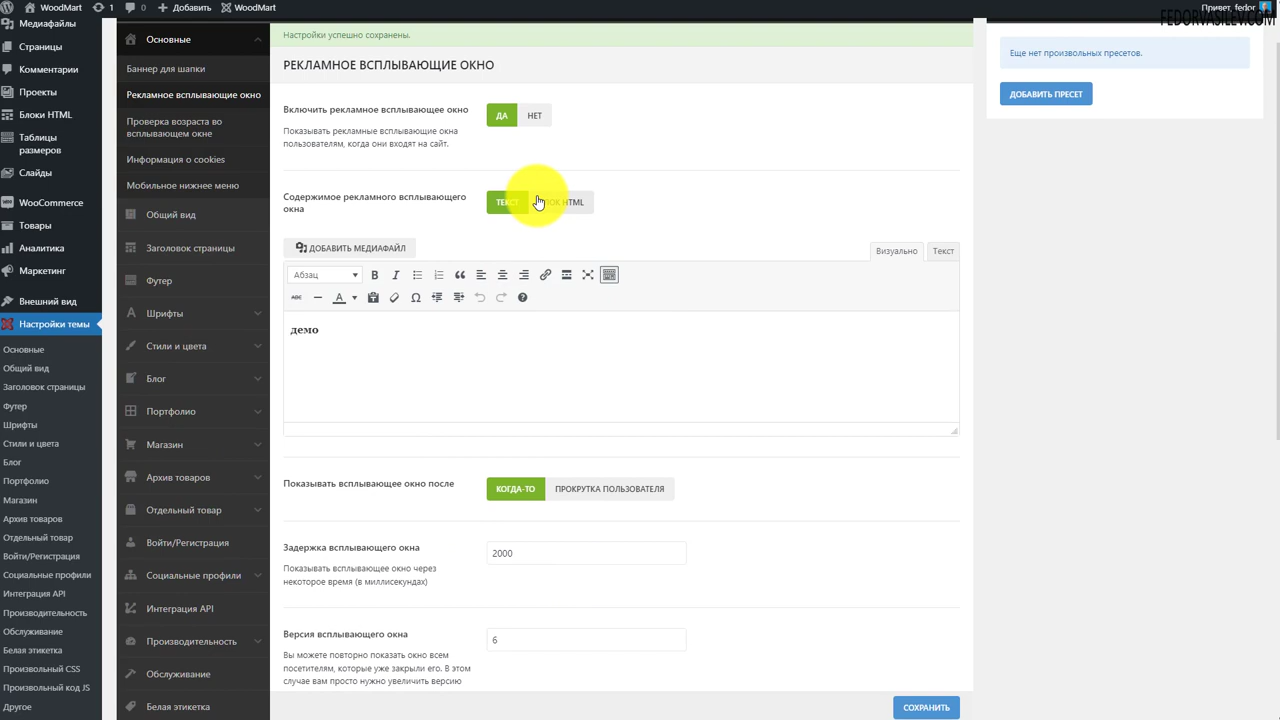 WoodMart
0
Добавить
WoodMart
Привет, fedor
FEDORVASILEV.COM
Медиафайлы
Страницы
Комментарии
Проекты
Блоки HTML
Таблицы
размеров
Слайды
WooCommerce
Товары
Аналитика
Маркетинг
Внешний вид
Настройки темы
Основные
Общий вид
Заголовок страницы
Футер
Шрифты
Стили и цвета
Блог
Портфолио
Магазин
Архив товаров
Отдельный товар
Войти/Регистрация
Социальные профили
Интеграция API
Производительность
Обслуживание
Белая этикетка
Произвольный CSS
Произвольный код JS
Другое
Основные
Баннер для шапки
Рекламное всплывающее окно
Проверка возраста во
всплывающем окне
Информация о cookies
Мобильное нижнее меню
Общий вид
Заголовок страницы
Футер
Шрифты
Стили и цвета
Блог
Портфолио
Магазин
Архив товаров
Отдельный товар
Войти/Регистрация
Социальные профили
Интеграция API
Производительность
Обслуживание
Белая этикетка
Настройки успешно сохранены.
РЕКЛАМНОЕ ВСПЛЫВАЮЩИЕ ОКНО
Включить рекламное всплывающее окно
ДА НЕТ
Показывать рекламные всплывающие окна
пользователям, когда они входят на сайт.
Содержимое рекламного всплывающего
окна
ТЕКСТ HTML
ДОБАВИТЬ МЕДИАФАЙЛ
Визуально Текст
Абзац
ABC
демо
Показывать всплывающее окно после
КОГДА-ТО ПРОКРУТКА ПОЛЬЗОВАТЕЛЯ
Задержка всплывающего окна
2000
Показывать всплывающее окно через
некоторое время (в миллисекундах)
Версия всплывающего окна
6
Вы можете повторно показать окно всем
посетителям, которые уже закрыли его. В этом
случае вам просто нужно увеличить версию
СОХРАНИТЬ
Еще нет произвольных пресетов.
ДОБАВИТЬ ПРЕСЕТ